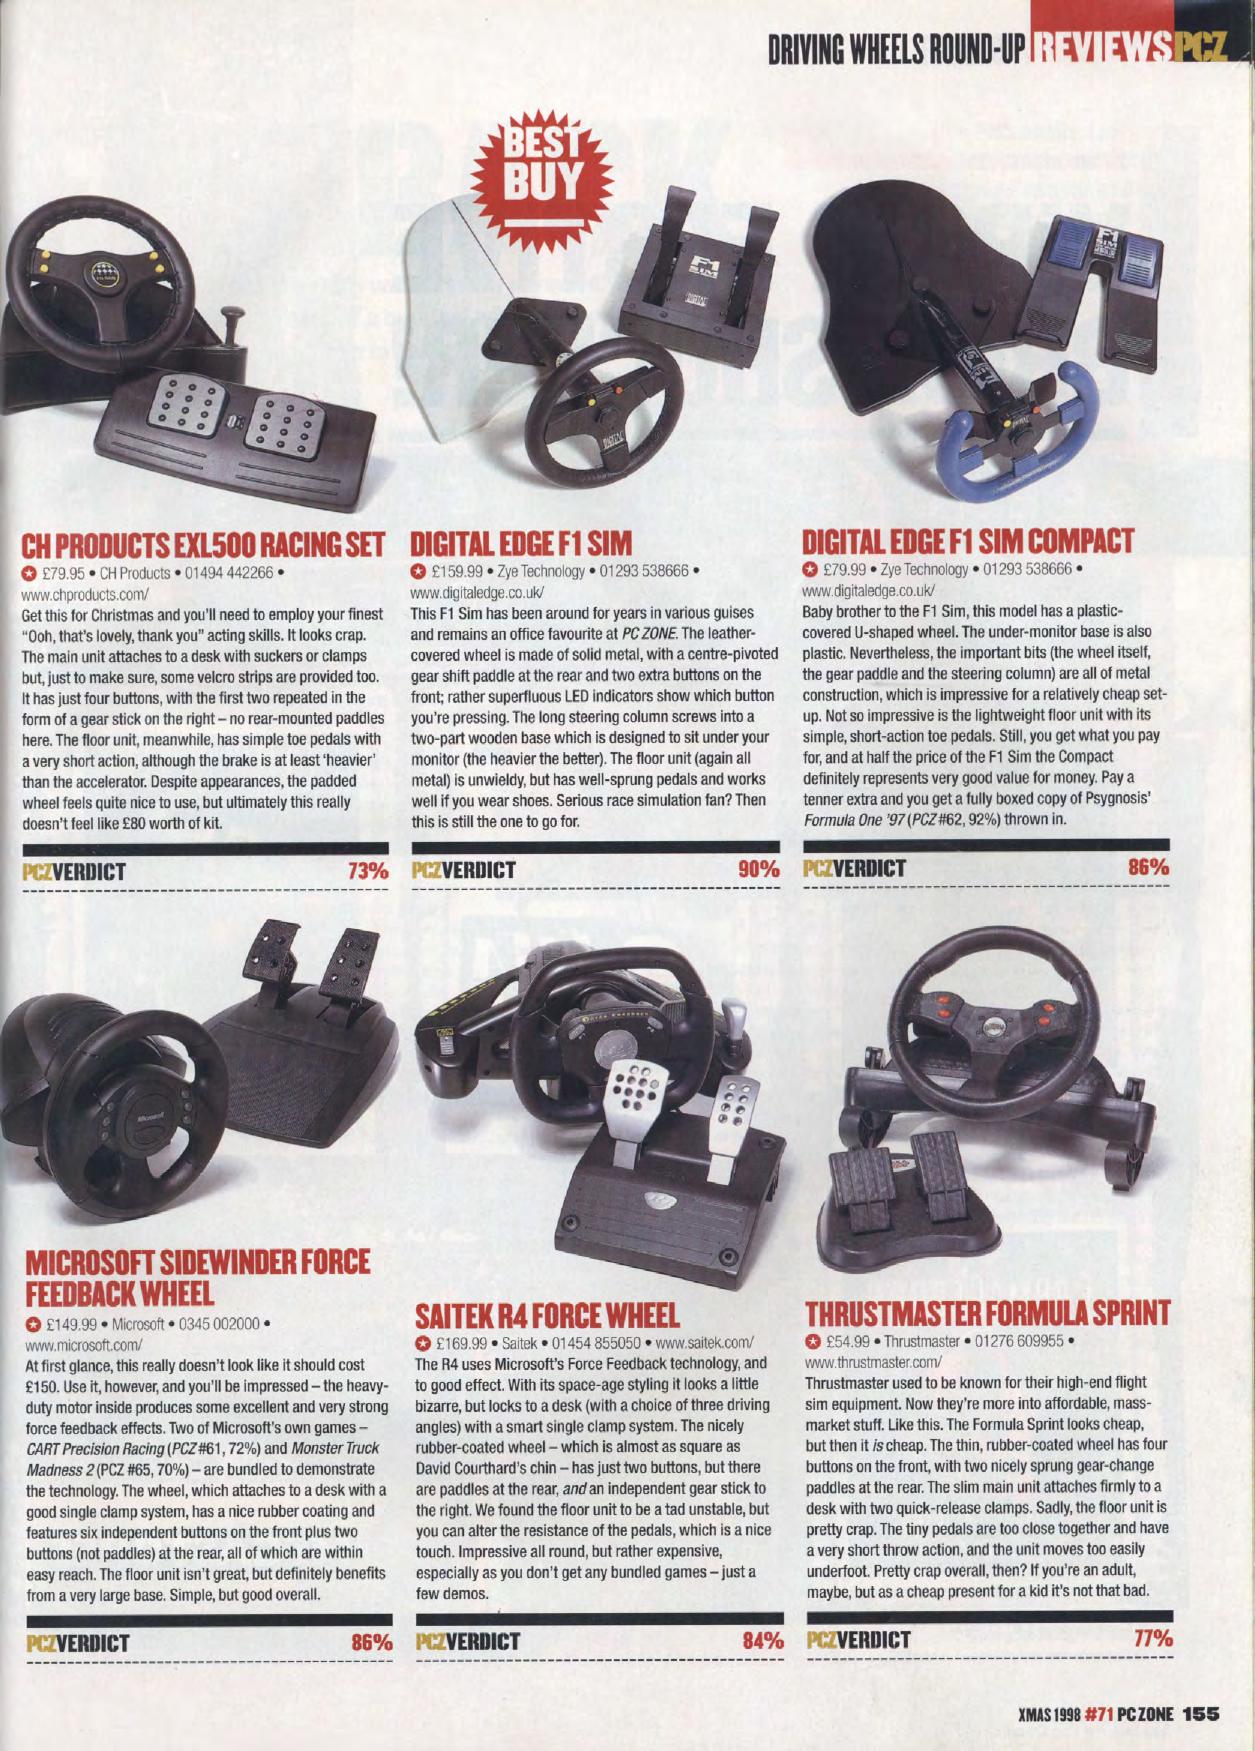 DRIVING WHEELS ROUND-UP REVIEWS PCZ
BEST
BUY
CH PRODUCTS EXL500 RACING SET
£79.95 • CH Products • 01494 442266 •
www.chproducts.com/
Get this for Christmas and you'll need to employ your finest
"Ooh, that's lovely, thank you" acting skills. It looks crap.
The main unit attaches to a desk with suckers or clamps
but, just to make sure, some velcro strips are provided too.
It has just four buttons, with the first two repeated in the
form of a gear stick on the right – no rear-mounted paddles
here. The floor unit, meanwhile, has simple toe pedals with
a very short action, although the brake is at least 'heavier'
than the accelerator. Despite appearances, the padded
wheel feels quite nice to use, but ultimately this really
doesn't feel like £80 worth of kit.
PCZVERDICT 73%
F1
SIM
DIGITAL
DIGITAL EDGE F1 SIM
£159.99 • Zye Technology • 01293 538666 •
www.digitaledge.co.uk/
This F1 Sim has been around for years in various guises
and remains an office favourite at PC ZONE. The leather-
covered wheel is made of solid metal, with a centre-pivoted
gear shift paddle at the rear and two extra buttons on the
front; rather superfluous LED indicators show which button
you're pressing. The long steering column screws into a
two-part wooden base which is designed to sit under your
monitor (the heavier the better). The floor unit (again all
metal) is unwieldy, but has well-sprung pedals and works
well if you wear shoes. Serious race simulation fan? Then
this is still the one to go for.
PCZVERDICT 90%
F1
SIM
DIGITAL EDGE F1 SIM COMPACT
£79.99 • Zye Technology • 01293 538666 •
www.digitaledge.co.uk/
Baby brother to the F1 Sim, this model has a plastic-
covered U-shaped wheel. The under-monitor base is also
plastic. Nevertheless, the important bits (the wheel itself,
the gear paddle and the steering column) are all of metal
construction, which is impressive for a relatively cheap set-
up. Not so impressive is the lightweight floor unit with its
simple, short-action toe pedals. Still, you get what you pay
for, and at half the price of the F1 Sim the Compact
definitely represents very good value for money. Pay a
tenner extra and you get a fully boxed copy of Psygnosis'
Formula One '97 (PCZ #62, 92%) thrown in.
PCZVERDICT 86%
Microsoft
MICROSOFT SIDEWINDER FORCE
FEEDBACK WHEEL
£149.99 • Microsoft • 0345 002000 •
www.microsoft.com/
At first glance, this really doesn't look like it should cost
£150. Use it, however, and you'll be impressed – the heavy-
duty motor inside produces some excellent and very strong
force feedback effects. Two of Microsoft's own games –
CART Precision Racing (PCZ #61, 72%) and Monster Truck
Madness 2 (PCZ #65, 70%) – are bundled to demonstrate
the technology. The wheel, which attaches to a desk with a
good single clamp system, has a nice rubber coating and
features six independent buttons on the front plus two
buttons (not paddles) at the rear, all of which are within
easy reach. The floor unit isn't great, but definitely benefits
from a very large base. Simple, but good overall.
PCZVERDICT 86%
SAITEK R4 FORCE WHEEL
£169.99 • Saitek • 01454 855050 • www.saitek.com/
The R4 uses Microsoft's Force Feedback technology, and
to good effect. With its space-age styling it looks a little
bizarre, but locks to a desk (with a choice of three driving
angles) with a smart single clamp system. The nicely
rubber-coated wheel – which is almost as square as
David Courthard's chin – has just two buttons, but there
are paddles at the rear, and an independent gear stick to
the right. We found the floor unit to be a tad unstable, but
you can alter the resistance of the pedals, which is a nice
touch. Impressive all round, but rather expensive,
especially as you don't get any bundled games – just a
few demos.
PCZVERDICT 84%
THRUSTMASTER FORMULA SPRINT
£54.99 • Thrustmaster • 01276 609955 •
www.thrustmaster.com/
Thrustmaster used to be known for their high-end flight
sim equipment. Now they're more into affordable, mass-
market stuff. Like this. The Formula Sprint looks cheap,
but then it is cheap. The thin, rubber-coated wheel has four
buttons on the front, with two nicely sprung gear-change
paddles at the rear. The slim main unit attaches firmly to a
desk with two quick-release clamps. Sadly, the floor unit is
pretty crap. The tiny pedals are too close together and have
a very short throw action, and the unit moves too easily
underfoot. Pretty crap overall, then? If you're an adult,
maybe, but as a cheap present for a kid it's not that bad.
PCZVERDICT 77%
XMAS 1998 #71 PC ZONE 155